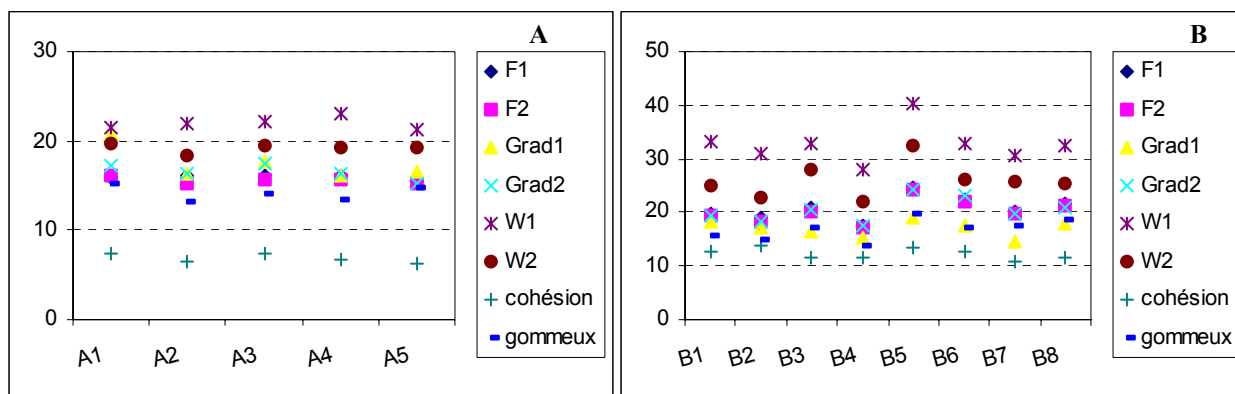 A
30
20
10
0
A1 A2 A3 A4 A5
F1
F2
Grad1
Grad2
W1
W2
cohésion
gommeux
B
50
40
30
20
10
0
B1 B2 B3 B4 B5 B6 B7 B8
F1
F2
Grad1
Grad2
W1
W2
cohésion
gommeux